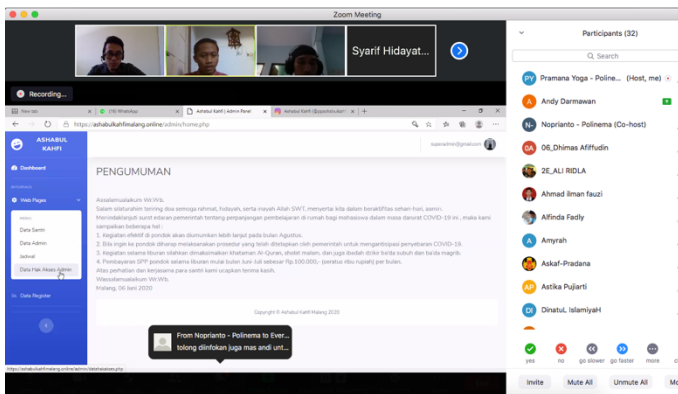 Zoom Meeting
Syarif Hidayat...
Recording...
New tab
(19) WhatsApp
Ashabul Kahfi | Admin Panel
https://ashabulkahfimalang.online/admin/home.php
ASHABUL
KAHFI
superadmin@gmail.com
Dashboard
INTERFACE
Web Pages
MENU
Data Santri
Data Admin
Jadwal
Data Hak Akses Admin
Data Register
PENGUMUMAN
Assalamualaikum Wr.Wb.
Salam silaturahim teriring doa semoga rahmat, hidayah, serta inayah Allah SWT, menyertai kita dalam beraktifitas sehari-hari, aamiin.
Menindaklanjuti surat edaran pemerintah tentang perpanjangan pembelajaran di rumah bagi mahasiswa dalam masa darurat COVID-19 ini , maka kami
sampaikan beberapa hal :
1. Kegiatan efektif di pondok akan diumumkan lebih lanjut pada bulan Agustus.
2. Bila ingin ke pondok diharap melaksanakan prosedur yang telah ditetapkan oleh pemerintah untuk mengantisipasi penyebaran COVID-19.
3. Kegiatan selama liburan silahkan dimaksimalkan khataman Al-Quran, sholat malam, dan juga ibadah dzikir ba'da subuh dan ba'da magrib.
4. Pembayaran SPP pondok selama liburan mulai bulan Juni Juli sebesar Rp.100.000,- (seratus ribu rupiah) per bulan.
Atas perhatian dan kerjasama para santri kami ucapkan terima kasih.
Wassalamualaikum Wr.Wb.
Malang, 06 Juni 2020
Copyright © Ashabul Kahfi Malang 2020
From Noprianto - Polinema to Ever...
tolong diinfokan juga mas andi unt...
Participants (32)
Search
PY Pramana Yoga - Poline... (Host, me)
A Andy Darmawan
N- Noprianto - Polinema (Co-host)
0A 06_Dhimas Afiffudin
2E_ALI RIDLA
Ahmad ilman fauzi
Alfinda Fadly
A Amyrah
Askaf-Pradana
AP Astika Pujiarti
DI DinatuL IslamiyaH
yes
no
go slower
go faster
more
Invite
Mute All
Unmute All